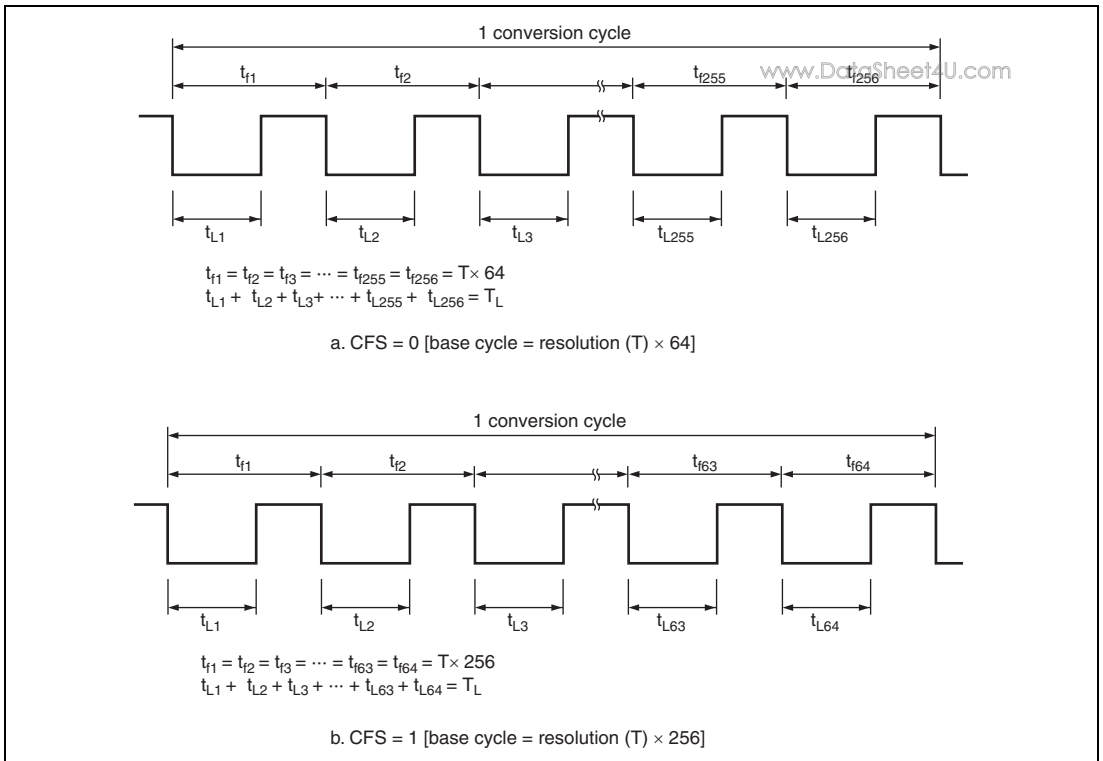 1 conversion cycle
www.DataSheet4U.com
tf1 tf2 tf255 tf256
tL1 tL2 tL3 tL255 tL256
tf1 = tf2 = tf3 = ··· = tf255 = tf256 = T× 64
tL1 + tL2 + tL3+ ··· + tL255 + tL256 = TL
a. CFS = 0 [base cycle = resolution (T) × 64]
1 conversion cycle
tf1 tf2 tf63 tf64
tL1 tL2 tL3 tL63 tL64
tf1 = tf2 = tf3 = ··· = tf63 = tf64 = T× 256
tL1 + tL2 + tL3 + ··· + tL63 + tL64 = TL
b. CFS = 1 [base cycle = resolution (T) × 256]